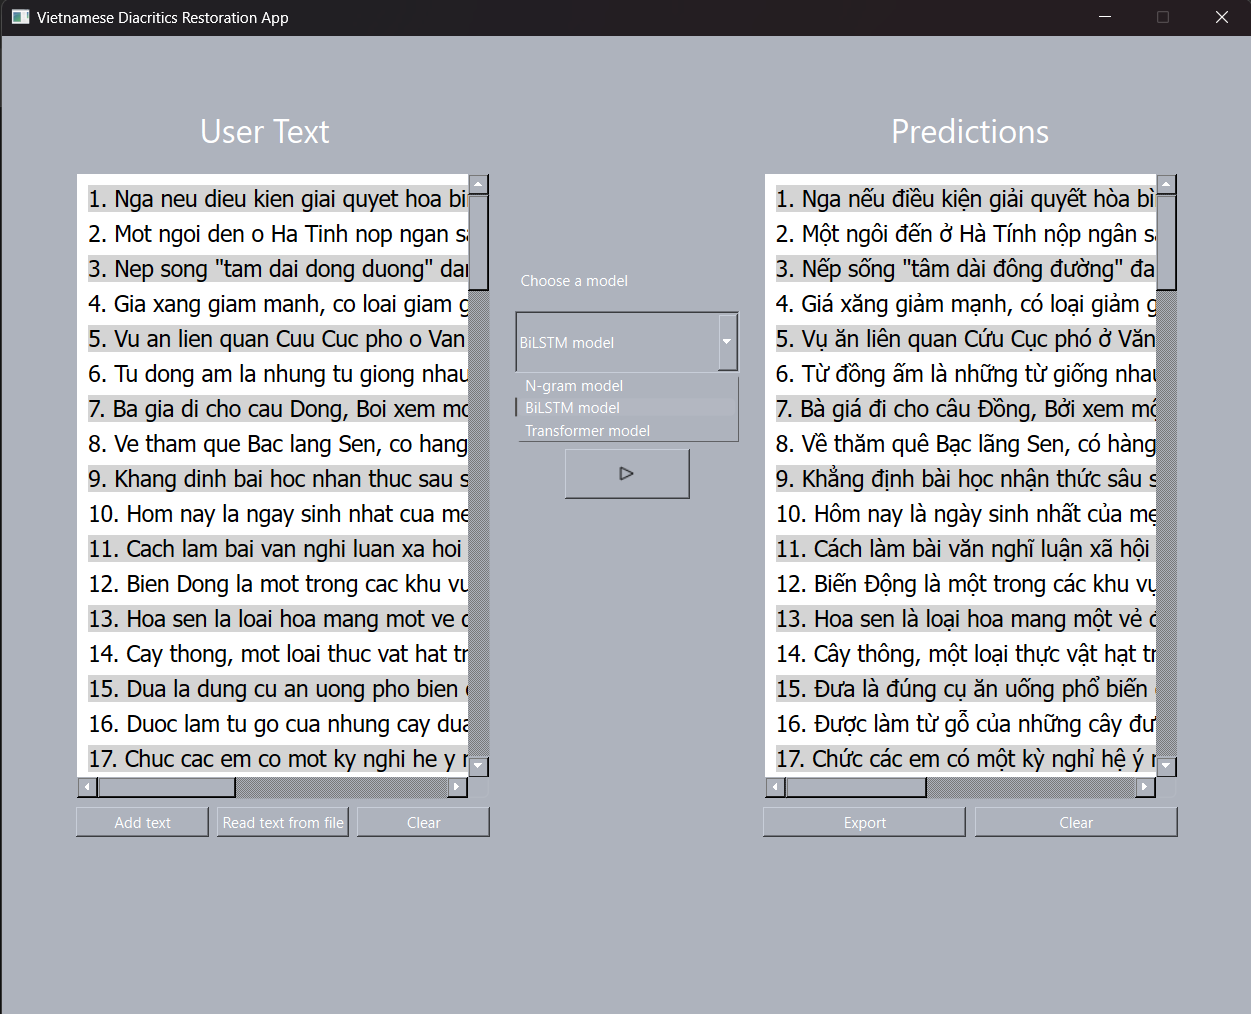 Vietnamese Diacritics Restoration App
User Text
1. Nga neu dieu kien giai quyet hoa bi
2. Mot ngoi den o Ha Tinh nop ngan sa
3. Nep song "tam dai dong duong" dan
4. Gia xang giam manh, co loai giam g
5. Vu an lien quan Cuu Cuc pho o Van
6. Tu dong am la nhung tu giong nhau
7. Ba gia di cho cau Dong, Boi xem mo
8. Ve tham que Bac lang Sen, co hang
9. Khang dinh bai hoc nhan thuc sau s
10. Hom nay la ngay sinh nhat cua me
11. Cach lam bai van nghi luan xa hoi
12. Bien Dong la mot trong cac khu vu
13. Hoa sen la loai hoa mang mot ve
14. Cay thong, mot loai thuc vat hat tr
15. Dua la dung cu an uong pho bien
16. Duoc lam tu go cua nhung cay dua
17. Chuc cac em co mot ky nghi he y
Add text
Read text from file
Clear
Choose a model
BiLSTM model
N-gram model
BiLSTM model
Transformer model
Predictions
1. Nga nếu điều kiện giải quyết hòa bì
2. Một ngôi đến ở Hà Tính nộp ngân sá
3. Nếp sống "tâm dài đông đường" đa
4. Giá xăng giảm mạnh, có loại giảm g
5. Vụ ăn liên quan Cứu Cục phó ở Văn
6. Từ đồng ấm là những từ giống nhau
7. Bà giá đi cho câu Đồng, Bởi xem mộ
8. Về thăm quê Bạc lãng Sen, có hàng
9. Khẳng định bài học nhận thức sâu s
10. Hôm nay là ngày sinh nhất của mẹ
11. Cách làm bài văn nghĩ luận xã hội
12. Biến Động là một trong các khu vự
13. Hoa sen là loại hoa mang một vẻ
14. Cây thông, một loại thực vật hạt tr
15. Đưa là đúng cụ ăn uống phổ biến
16. Được làm từ gỗ của những cây đư
17. Chức các em có một kỳ nghỉ hệ ý
Export
Clear